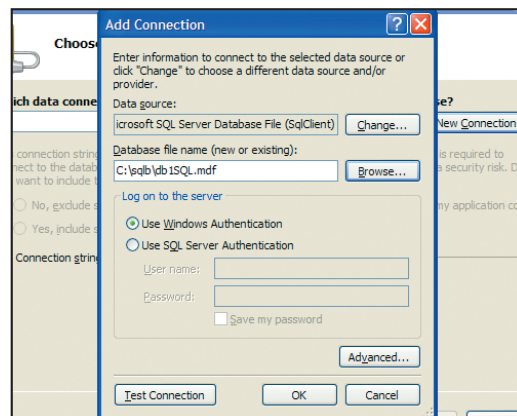 Add Connection
Choose
Enter information to connect to the selected data source or
click "Change" to choose a different data source and/or
provider.
Data source:
icrosoft SQL Server Database File (SqlClient)
Change...
Database file name (new or existing):
C:\sqlb\db1SQL.mdf
Browse...
Log on to the server
Use Windows Authentication
Use SQL Server Authentication
User name:
Password:
Save my password
Advanced...
Test Connection
OK
Cancel
ich data conne
se?
New Connection
connection string
is required to
nect to the datab
a security risk. D
want to include t
No, exclude s
my application co
Yes, include s
Connection string